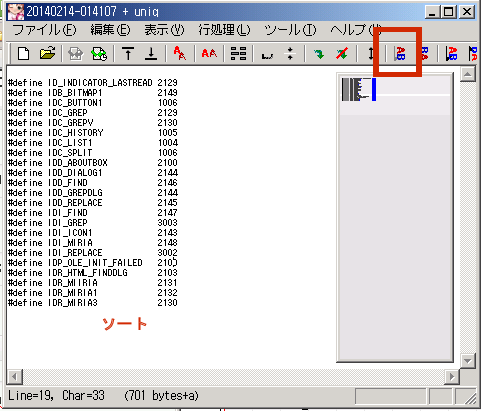 20140214-014107 + uniq
ファイル(F) 編集(E) 表示(V) 行処理(L) ツール(T) ヘルプ(H)
#define ID_INDICATOR_LASTREAD 2129
#define IDB_BITMAP1 2149
#define IDC_BUTTON1 1006
#define IDC_GREP 2129
#define IDC_GREPV 2130
#define IDC_HISTORY 1005
#define IDC_LIST1 1004
#define IDC_SPLIT 1006
#define IDD_ABOUTBOX 2100
#define IDD_DIALOG1 2144
#define IDD_FIND 2146
#define IDD_GREPDLG 2144
#define IDD_REPLACE 2145
#define IDI_FIND 2147
#define IDI_GREP 3003
#define IDI_ICON1 2143
#define IDI_MIRIA 2148
#define IDI_REPLACE 3002
#define IDP_OLE_INIT_FAILED
#define IDR_HTML_FINDDLG 2103
#define IDR_MIIRIA 2131
#define IDR_MIRIA1 2132
#define IDR_MIRIA3 2130
ソート
Line=19, Char=33 (701 bytes+a)